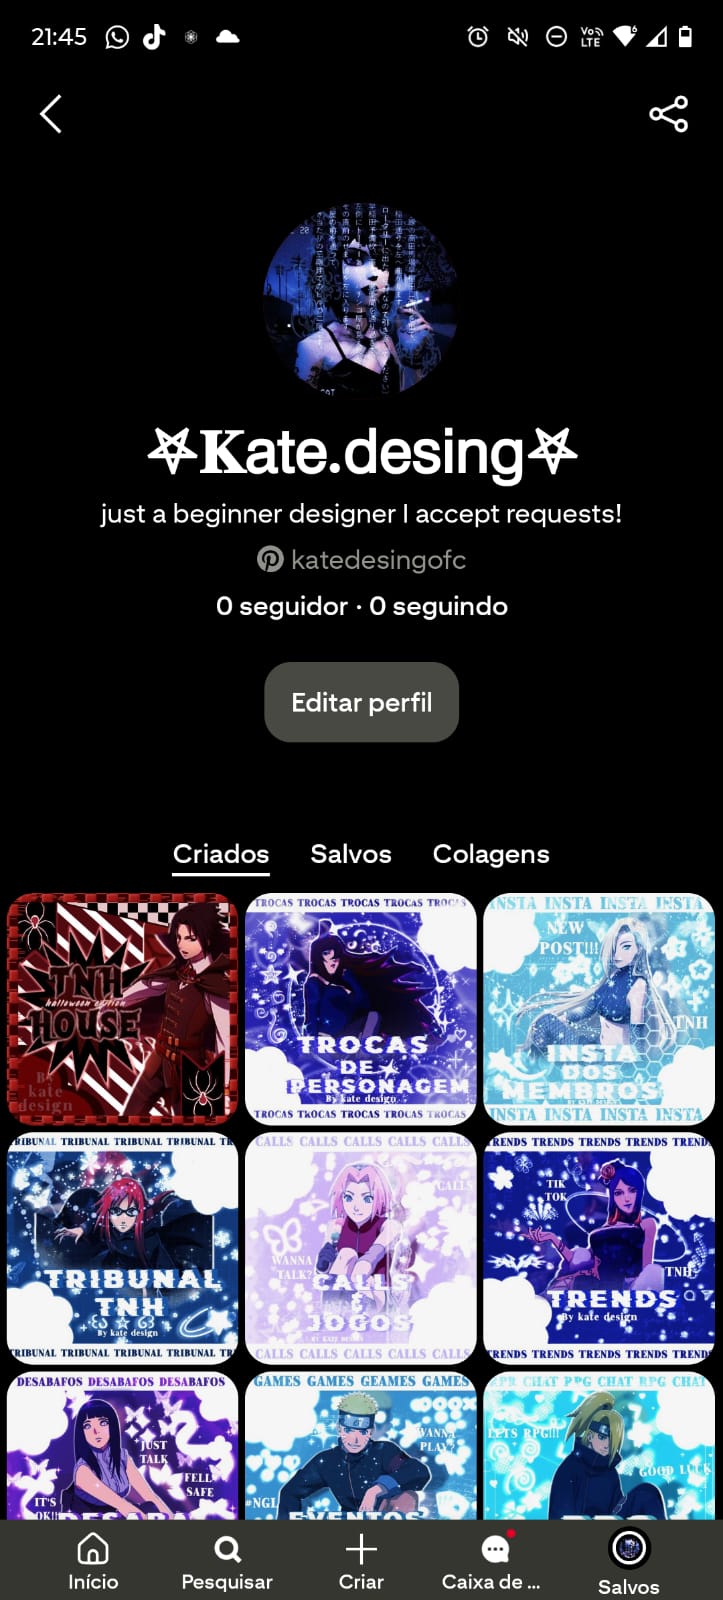 21:45
Vo
LTE
6
⛧Kate.desing⛧
just a beginner designer I accept requests!
katedesingofc
0 seguidor · 0 seguindo
Editar perfil
Criados
Salvos
Colagens
TNH
halloween edition
HOUSE
By
kate
design
TROCAS TROCAS TROCAS TROCAS TROCAS
TROCAS
DE
PERSONAGEM
By kate design
TROCAS TROCAS TROCAS TROCAS TROCAS
INSTA INSTA INSTA INSTA
NEW
POST!!!
TNH
INSTA
DOS
MEMBROS
INSTA INSTA INSTA INSTA
TRIBUNAL TRIBUNAL TRIBUNAL TRIBUNAL TR
TRIBUNAL
TNH
By kate design
TRIBUNAL TRIBUNAL TRIBUNAL TRIBUNAL TR
CALLS CALLS CALLS CALLS CALLS
CALLS
WANNA
TALK?
CALLS
E
JOGOS
BY KATE DESIGN
CALLS CALLS CALLS CALLS CALLS
TRENDS TRENDS TRENDS TRENDS TREND
TIK
TOK
TNH
TRENDS
By kate design
TRENDS TRENDS TRENDS TRENDS TREND
DESABAFOS DESABAFOS DESABAFOS
JUST
TALK
FELL
SAFE
IT'S
OK!!
DESABA
GAMES GAMES GEAMES GAMES
WANNA
PLAY?
#NGL
EVENTOS
CHAT RPG CHAT RPG CHAT
LETS RPG!!!
GOOD LUCK
RPG
Início
Pesquisar
Criar
Caixa de ...
Salvos